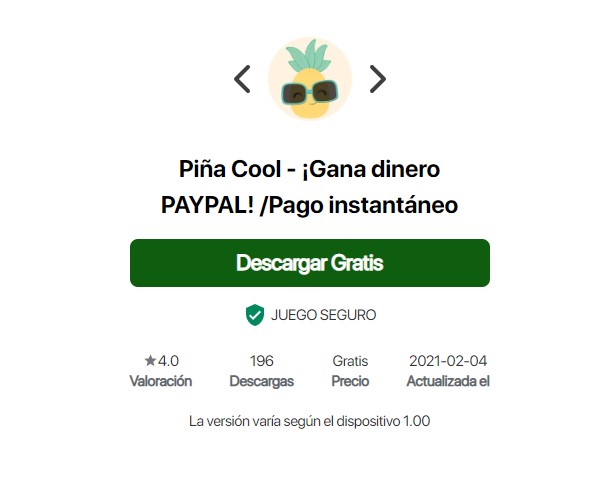 Piña Cool - ¡Gana dinero
PAYPAL! /Pago instantáneo
Descargar Gratis
JUEGO SEGURO
4.0 196 Gratis 2021-02-04
Valoración Descargas Precio Actualizada el
La versión varía según el dispositivo 1.00